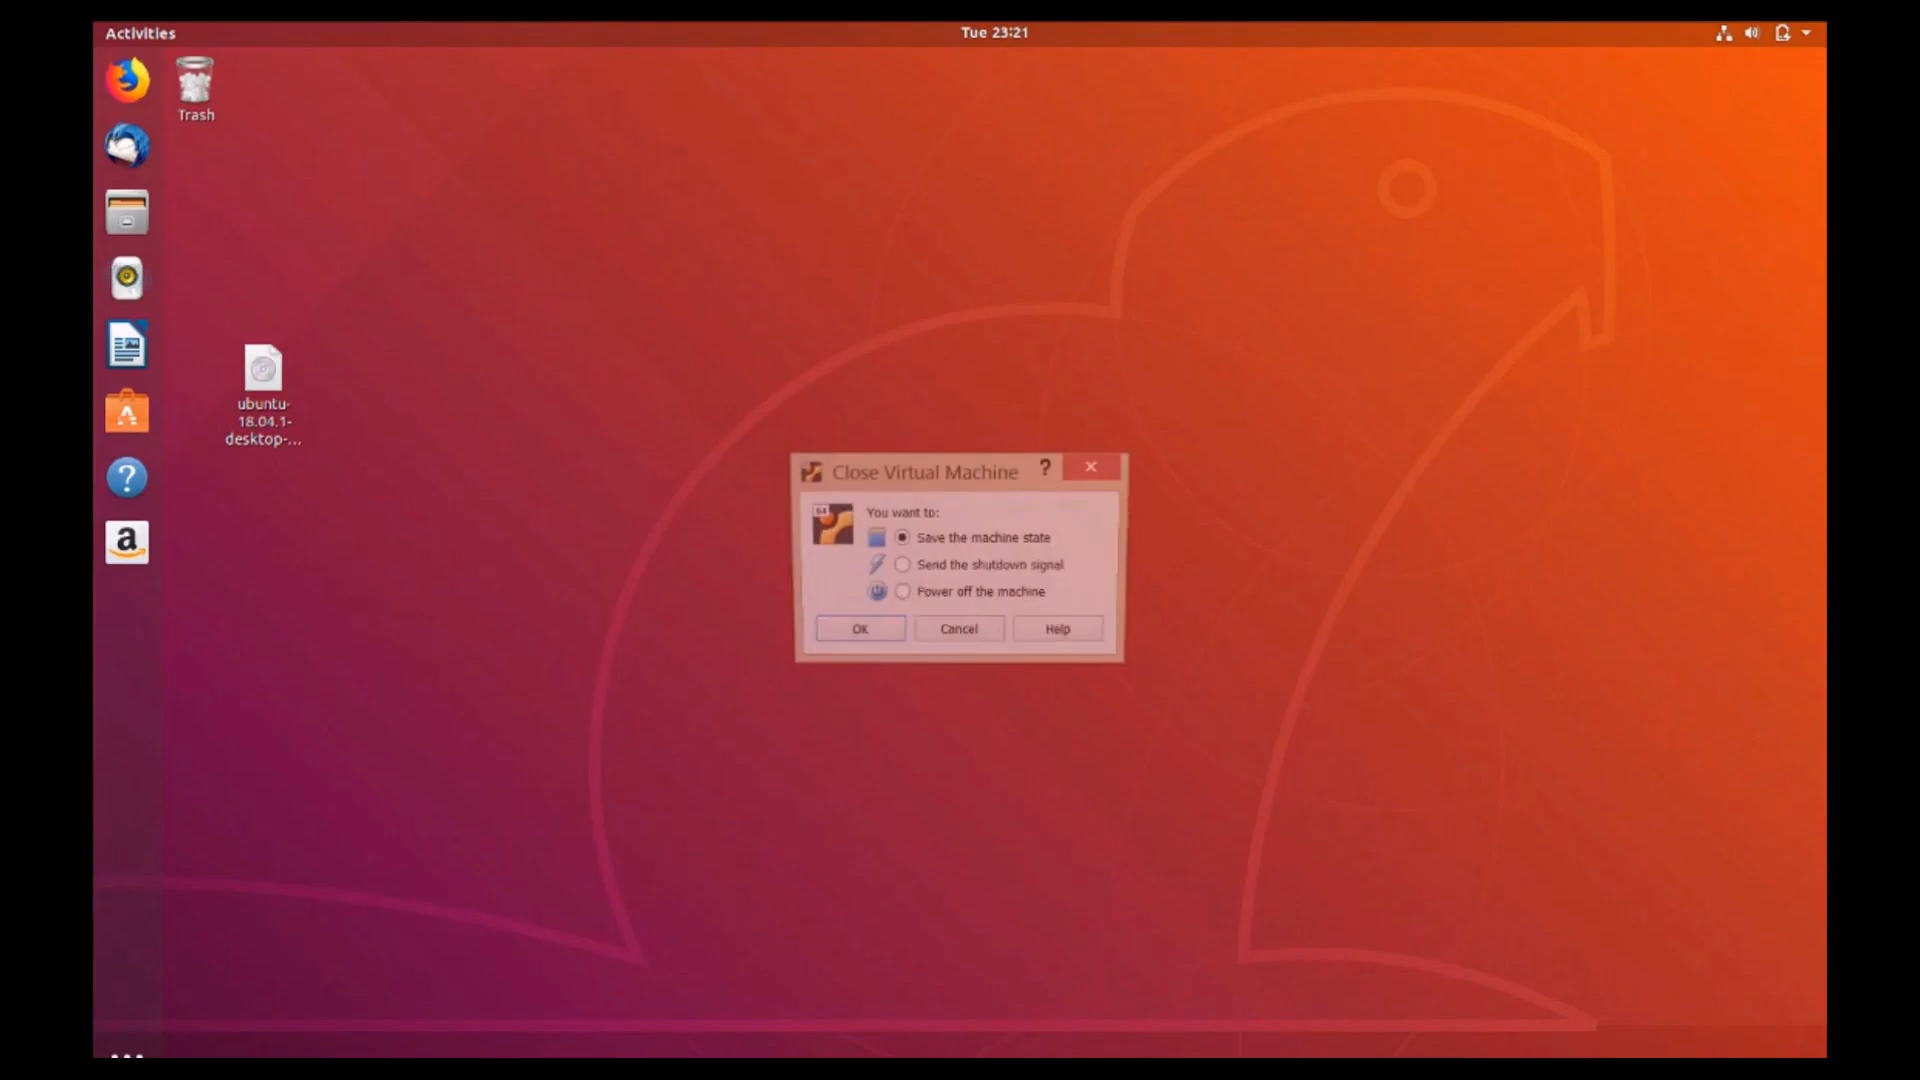 Activities
Tue 23:21
Trash
ubuntu-
18.04.1-
desktop-...
a
Close Virtual Machine
?
64
You want to:
Save the machine state
Send the shutdown signal
Power off the machine
OK
Cancel
Help